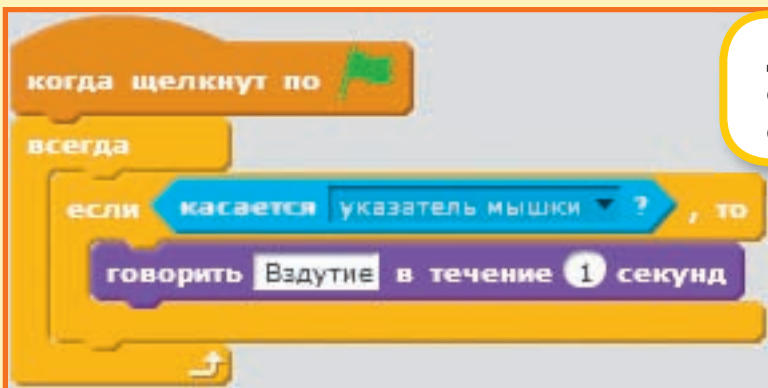 когда щелкнут по
всегда
если касается указатель мышки ? , то
говорить Вздутие в течение 1 секунд